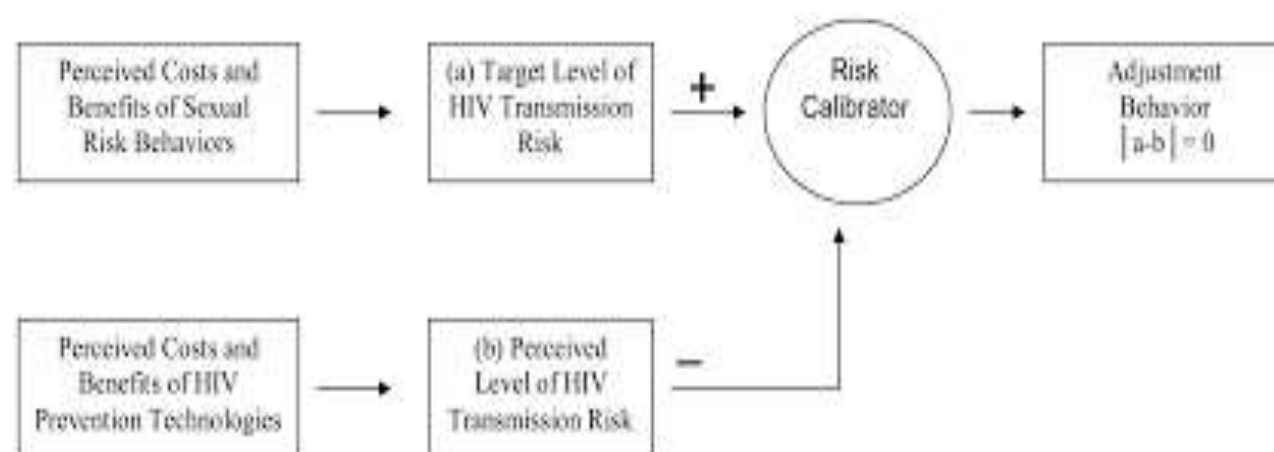 Perceived Costs and
Benefits of Sexual
Risk Behaviors
(a) Target Level of
HIV Transmission
Risk
+
Risk
Calibrator
Adjustment
Behavior
|a-b| = 0
Perceived Costs and
Benefits of HIV
Prevention Technologies
(b) Perceived
Level of HIV
Transmission Risk
−